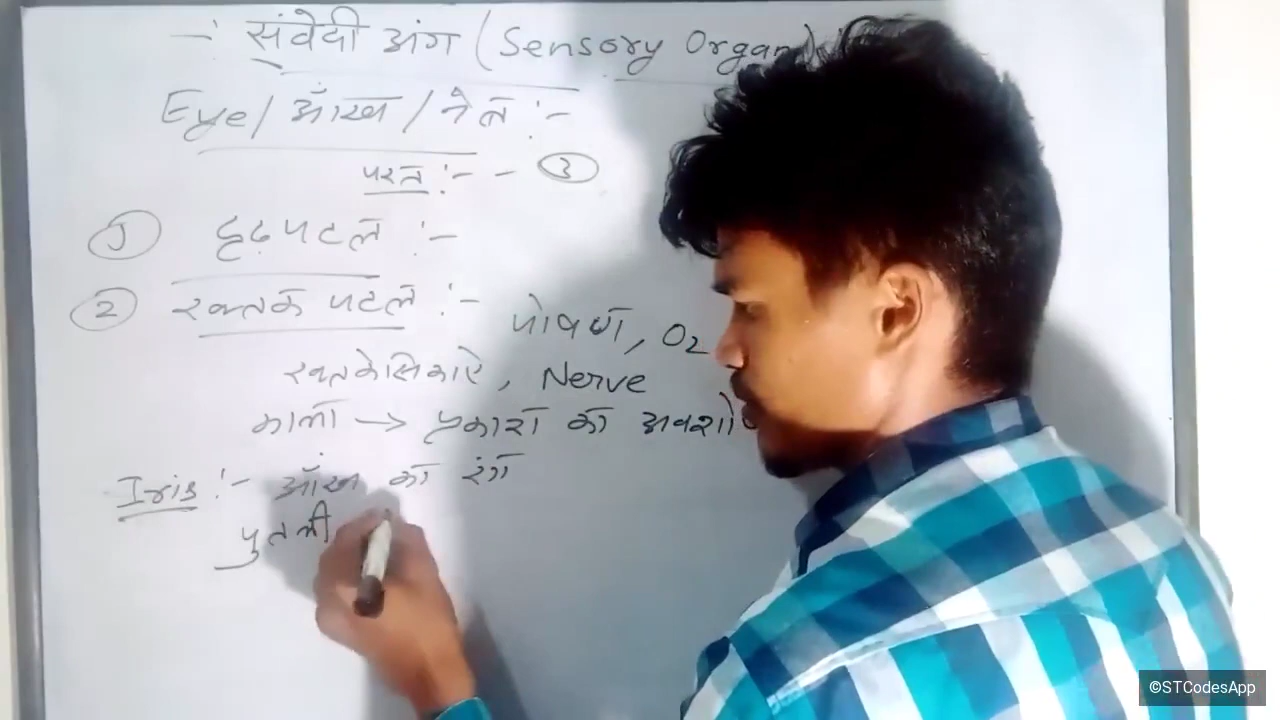 -: संवेदी अंग (Sensory Organ)
Eye / आँख / नेत्र :-
परत :- - ③
① दृढ़पटल :-
② रक्तक पटल :-
पोषण, O2
रक्तकेसिकाऐ, Nerve
काला → प्रकाश का
Iris :- आँख का रंग
पुतली
©STCodesApp